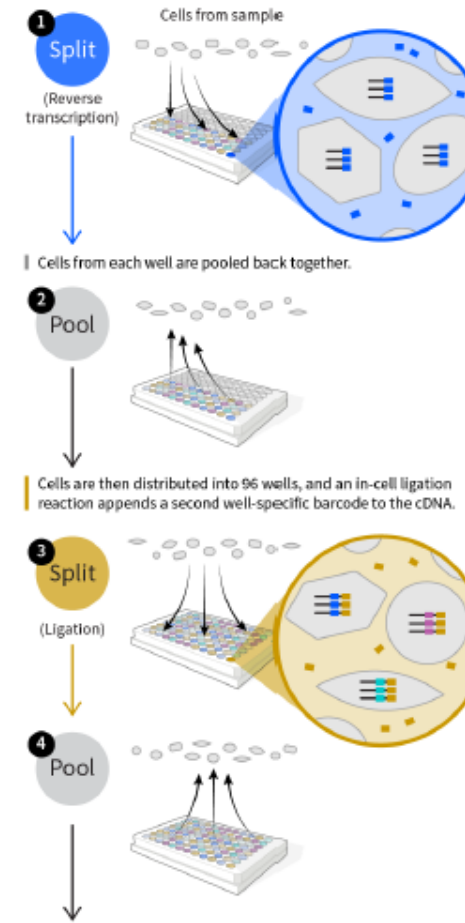 Cells from sample
1
Split
(Reverse
transcription)
Cells from each well are pooled back together.
2
Pool
Cells are then distributed into 96 wells, and an in-cell ligation
reaction appends a second well-specific barcode to the cDNA.
3
Split
(Ligation)
4
Pool